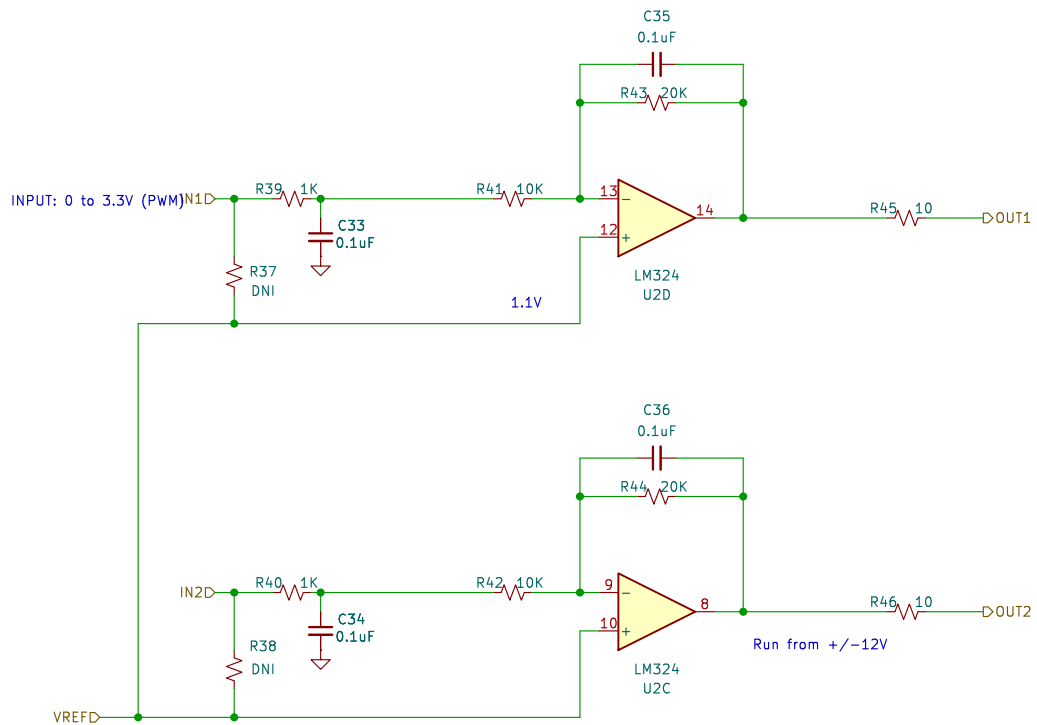 C35
0.1uF
R43 20K
INPUT: 0 to 3.3V (PWM)
IN1
R39 1K
R41 10K
13
14
R45 10
OUT1
C33
0.1uF
12
R37
DNI
LM324
U2D
1.1V
C36
0.1uF
R44 20K
IN2
R40 1K
R42 10K
9
8
R46 10
OUT2
C34
0.1uF
10
R38
DNI
Run from +/-12V
LM324
U2C
VREF